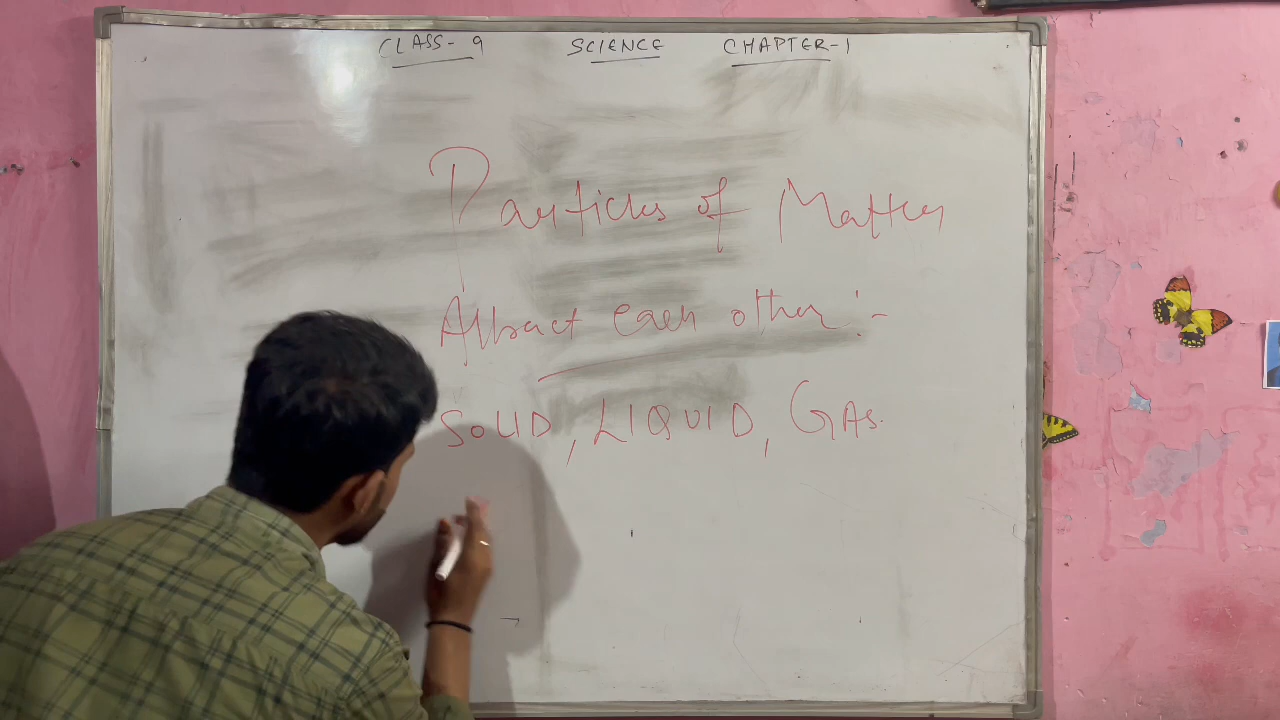 CLASS-9 SCIENCE CHAPTER-1
Particles of Matter
Attract each other :-
SOLID, LIQUID, GAS.